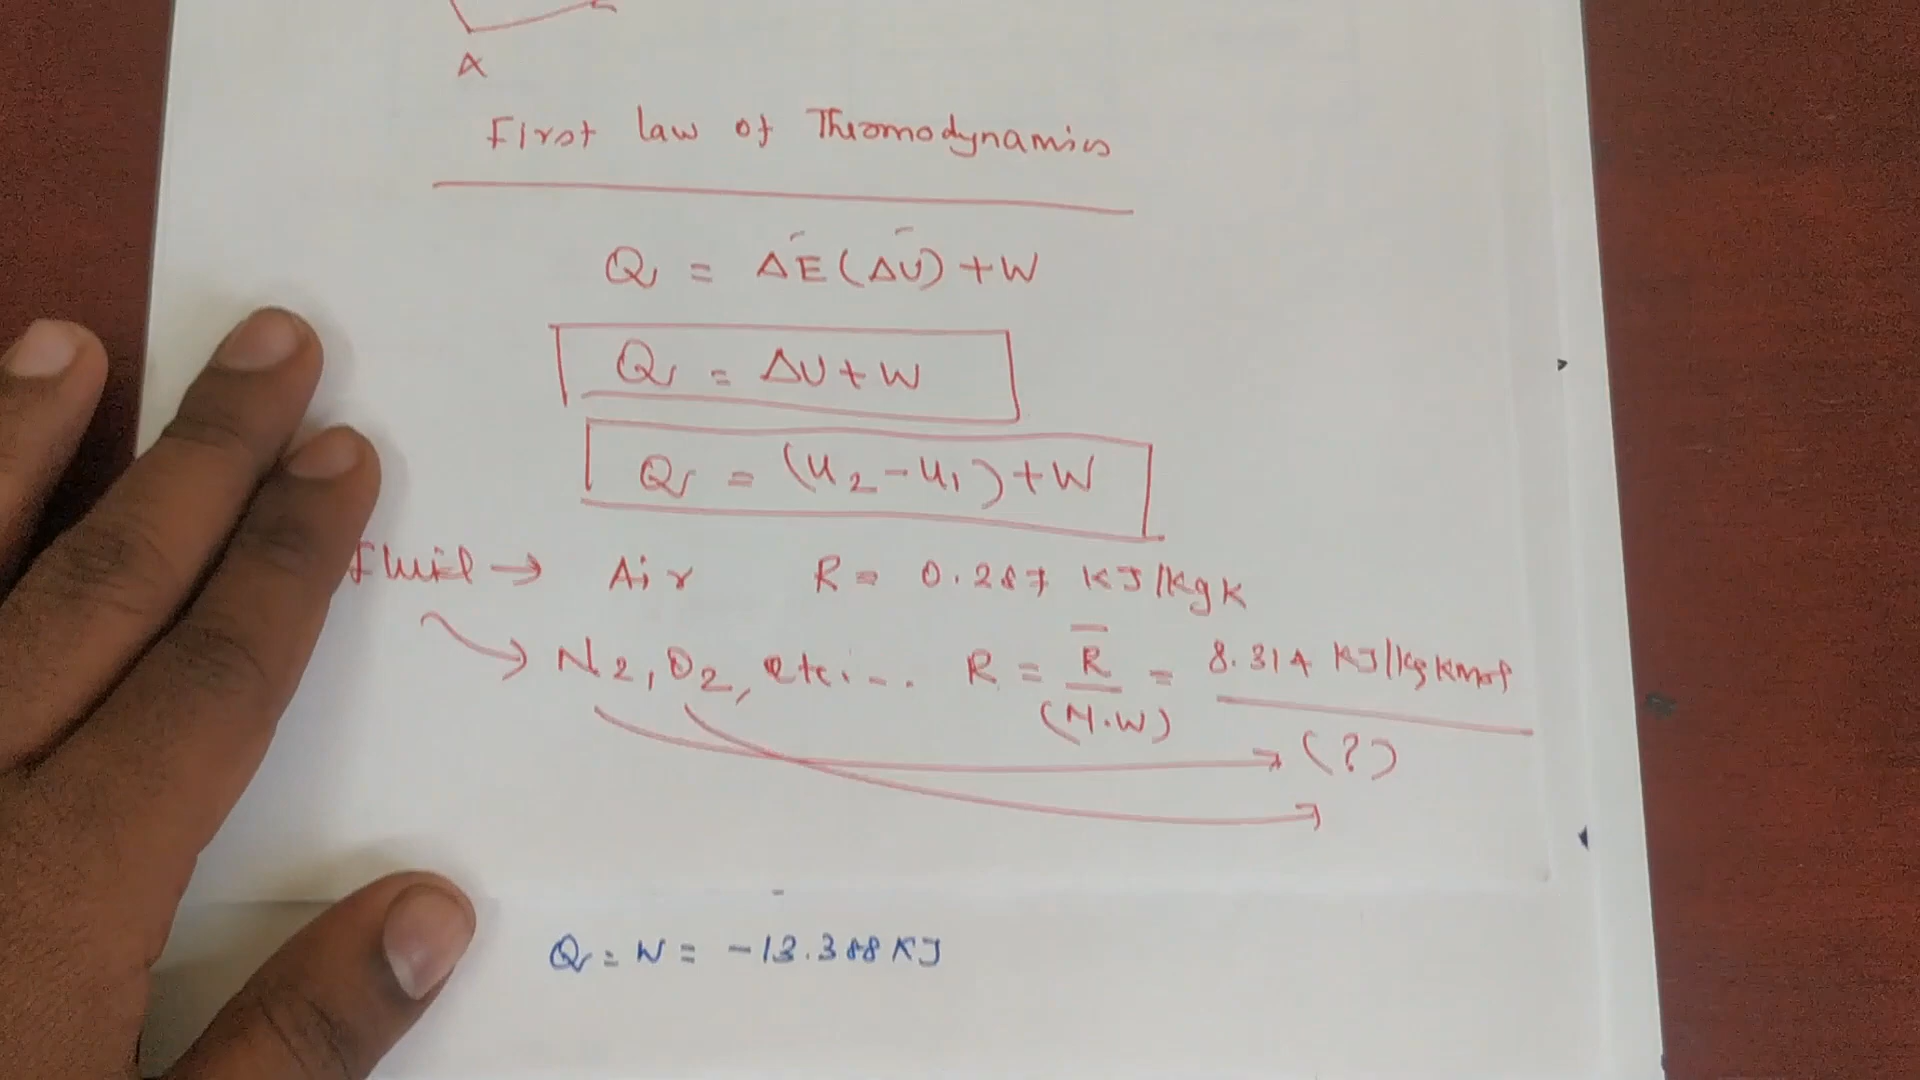 A
First law of Thermodynamics
Q = ΔE (ΔU) + W
Q = ΔU + W
Q = (U2 - U1) + W
fluid → Air R = 0.287 KJ/Kg K
→ N2, O2, etc... R = R̅ / (M.W) = 8.314 KJ/Kg Kmol / (?)
Q = W = -13.388 KJ